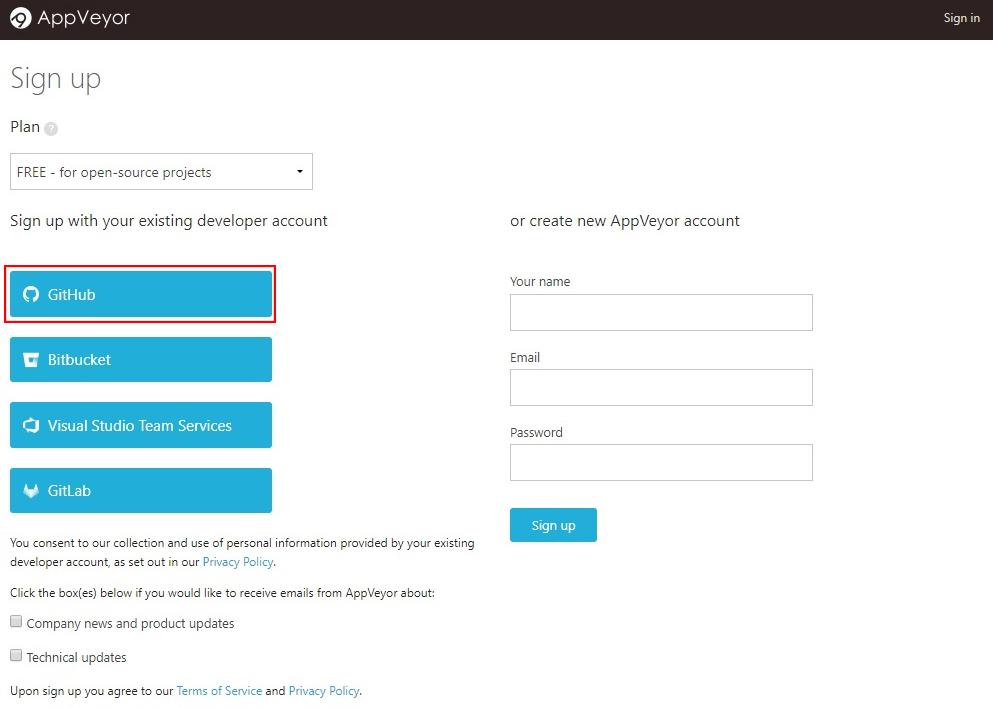 AppVeyor
Sign in
Sign up
Plan ?
FREE - for open-source projects
Sign up with your existing developer account
GitHub
Bitbucket
Visual Studio Team Services
GitLab
You consent to our collection and use of personal information provided by your existing
developer account, as set out in our Privacy Policy.
Click the box(es) below if you would like to receive emails from AppVeyor about:
Company news and product updates
Technical updates
Upon sign up you agree to our Terms of Service and Privacy Policy.
or create new AppVeyor account
Your name
Email
Password
Sign up